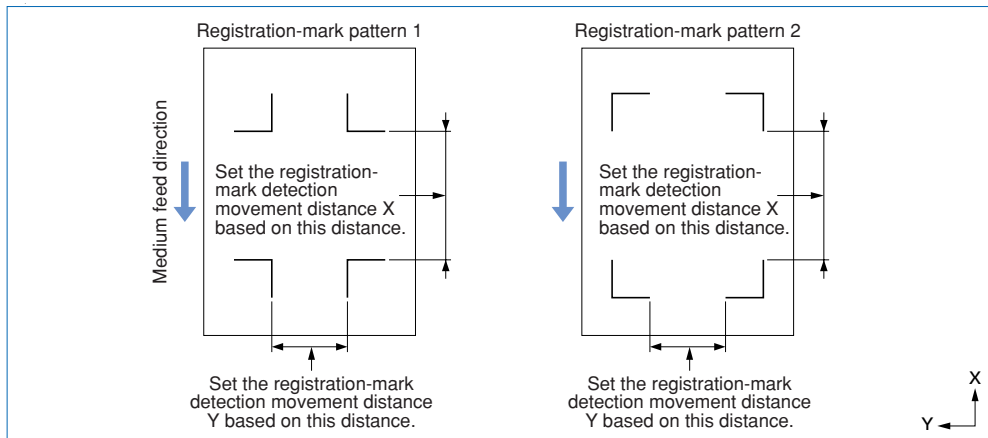 Registration-mark pattern 1
Medium feed direction
Set the registration-
mark detection
movement distance X
based on this distance.
Set the registration-mark
detection movement distance
Y based on this distance.
Registration-mark pattern 2
Set the registration-
mark detection
movement distance X
based on this distance.
Set the registration-mark
detection movement distance
Y based on this distance.
X
Y